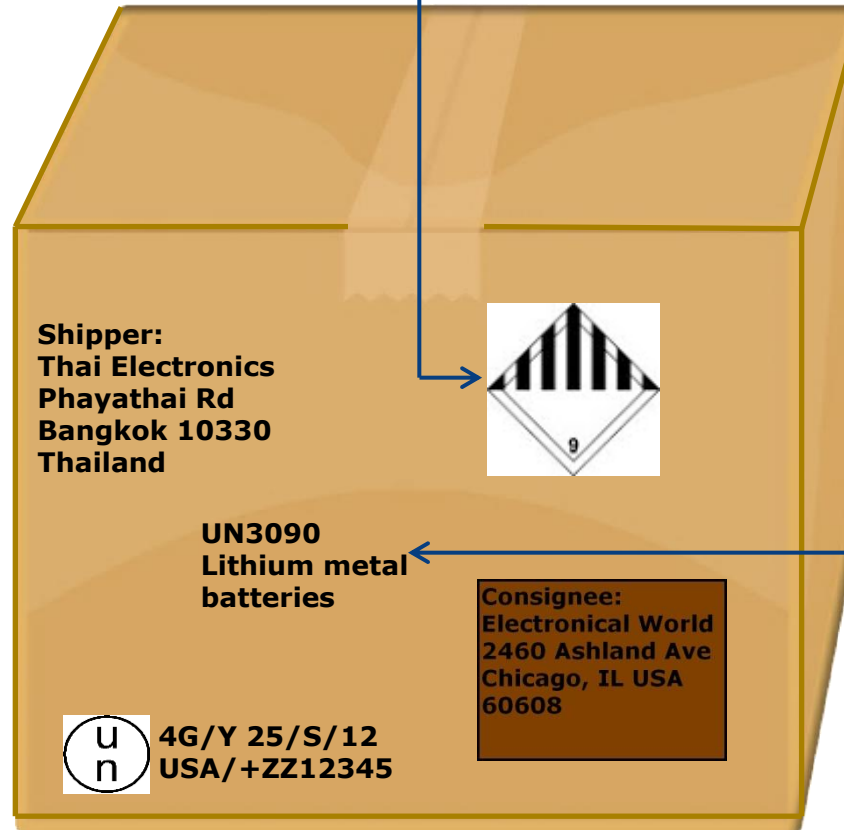 Shipper:
Thai Electronics
Phayathai Rd
Bangkok 10330
Thailand
9
UN3090
Lithium metal
batteries
Consignee:
Electronical World
2460 Ashland Ave
Chicago, IL USA
60608
u
n
4G/Y 25/S/12
USA/+ZZ12345